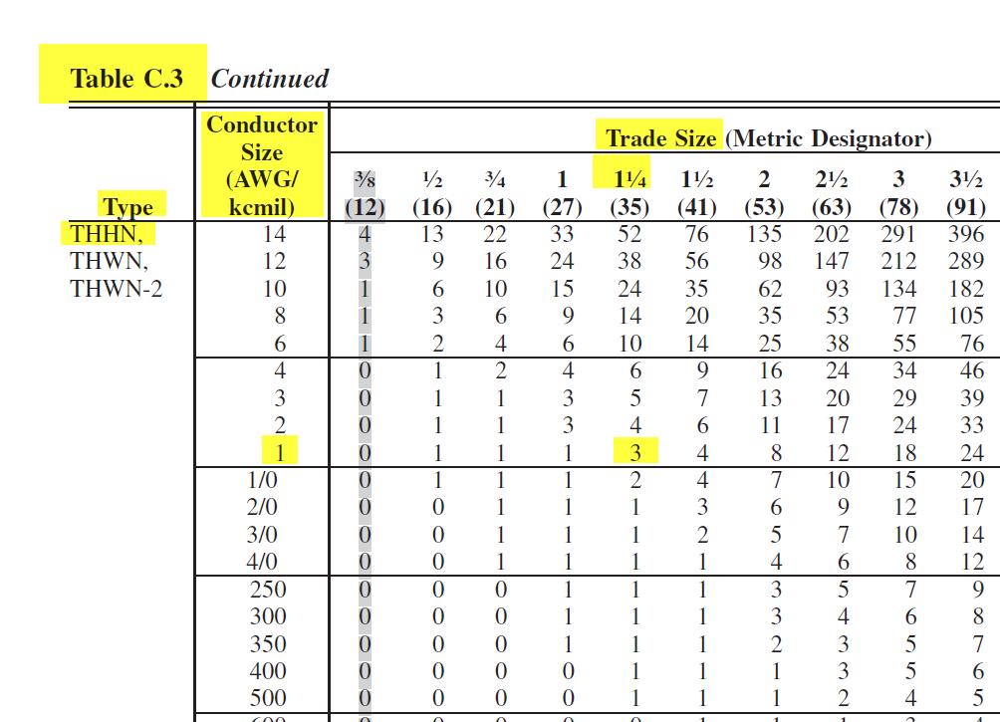 Table C.3 Continued
Conductor Size (AWG/ kcmil)
Trade Size (Metric Designator)
Type
⅜ ½ ¾ 1 1¼ 1½ 2 2½ 3 3½
(12) (16) (21) (27) (35) (41) (53) (63) (78) (91)
THHN, 14 4 13 22 33 52 76 135 202 291 396
THWN, 12 3 9 16 24 38 56 98 147 212 289
THWN-2 10 1 6 10 15 24 35 62 93 134 182
8 1 3 6 9 14 20 35 53 77 105
6 1 2 4 6 10 14 25 38 55 76
4 0 1 2 4 6 9 16 24 34 46
3 0 1 1 3 5 7 13 20 29 39
2 0 1 1 3 4 6 11 17 24 33
1 0 1 1 1 3 4 8 12 18 24
1/0 0 1 1 1 2 4 7 10 15 20
2/0 0 0 1 1 1 3 6 9 12 17
3/0 0 0 1 1 1 2 5 7 10 14
4/0 0 0 1 1 1 1 4 6 8 12
250 0 0 0 1 1 1 3 5 7 9
300 0 0 0 1 1 1 3 4 6 8
350 0 0 0 1 1 1 2 3 5 7
400 0 0 0 0 1 1 1 3 5 6
500 0 0 0 0 1 1 1 2 4 5